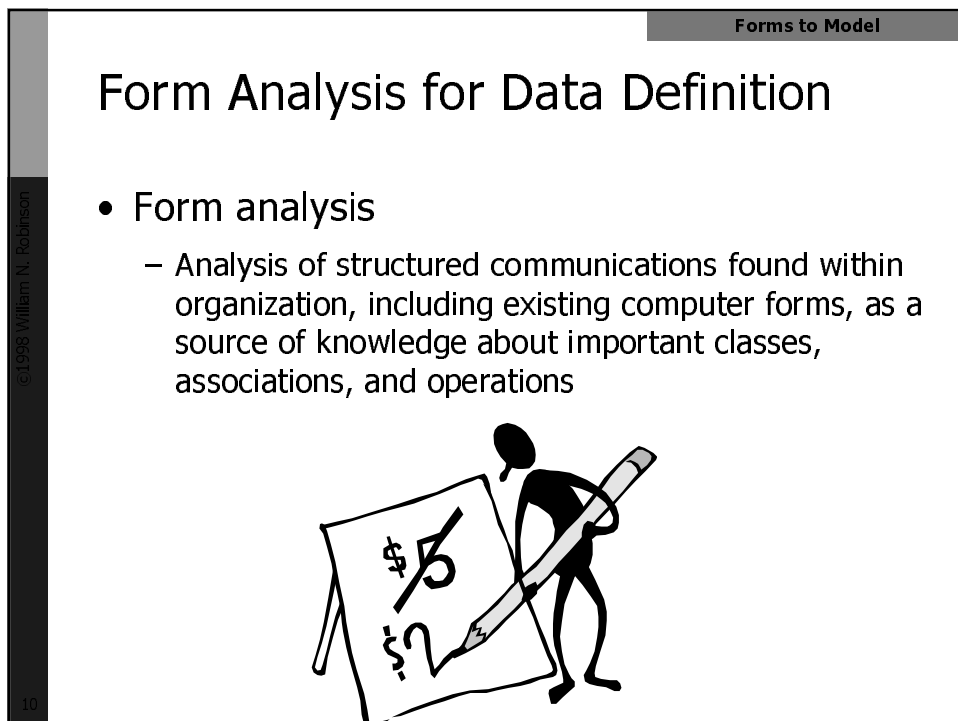 Forms to Model
Form Analysis for Data Definition
• Form analysis
– Analysis of structured communications found within
organization, including existing computer forms, as a
source of knowledge about important classes,
associations, and operations
$5
$2
©1998 William N. Robinson
10